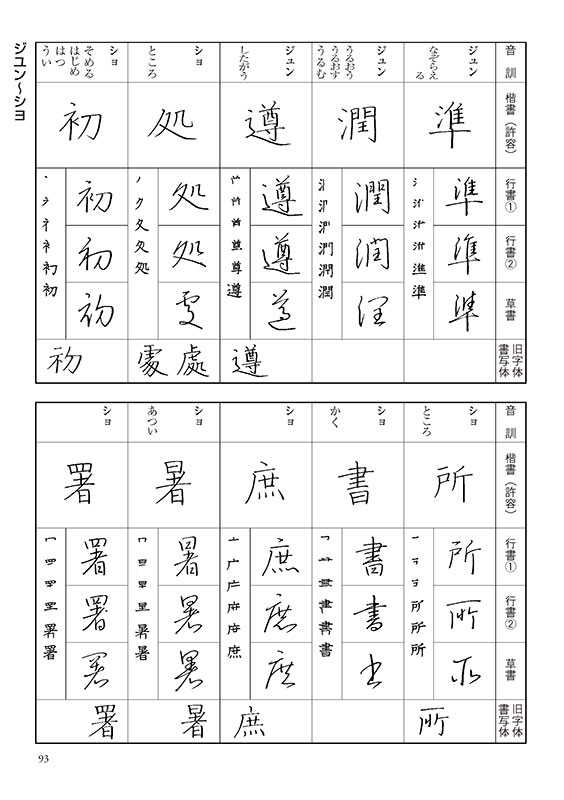 ジュン〜ショ
音 訓
楷書（許容）
行書①
行書②
草書
旧字体
書写体
ジュン
なぞらえる
準
準
準
準
ジュン
うるおう
うるおす
うるむ
潤
潤
潤
潤
ジュン
したがう
遵
遵
遵
遵
遵
ショ
ところ
処
処
処
処
處
ショ
そめる
はじめ
はつ
うい
初
初
初
初
初
音 訓
楷書（許容）
行書①
行書②
草書
旧字体
書写体
ショ
ところ
所
所
所
所
所
ショ
かく
書
書
書
書
ショ
庶
庶
庶
庶
庶
ショ
あつい
暑
暑
暑
暑
暑
ショ
署
署
署
署
署
93